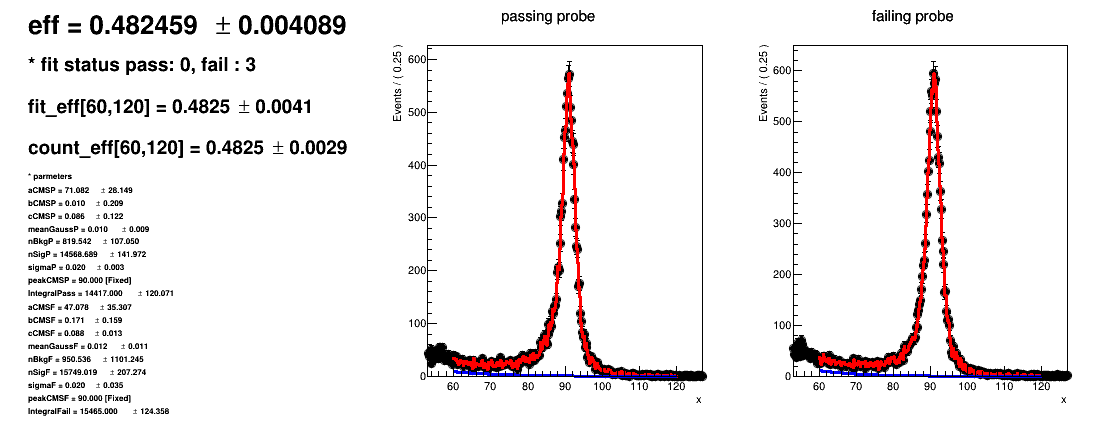 eff = 0.482459 ± 0.004089
* fit status pass: 0, fail : 3
fit_eff[60,120] = 0.4825 ± 0.0041
count_eff[60,120] = 0.4825 ± 0.0029
* parmeters
aCMSP = 71.082 ± 28.149
bCMSP = 0.010 ± 0.209
cCMSP = 0.086 ± 0.122
meanGaussP = 0.010 ± 0.009
nBkgP = 819.542 ± 107.050
nSigP = 14568.689 ± 141.972
sigmaP = 0.020 ± 0.003
peakCMSP = 90.000 [Fixed]
IntegralPass = 14417.000 ± 120.071
aCMSF = 47.078 ± 35.307
bCMSF = 0.171 ± 0.159
cCMSF = 0.088 ± 0.013
meanGaussF = 0.012 ± 0.011
nBkgF = 950.536 ± 1101.245
nSigF = 15749.019 ± 207.274
sigmaF = 0.020 ± 0.035
peakCMSF = 90.000 [Fixed]
IntegralFail = 15465.000 ± 124.358
passing probe
Events / ( 0.25 )
600
500
400
300
200
100
0
60 70 80 90 100 110 120
x
failing probe
Events / ( 0.25 )
600
500
400
300
200
100
0
60 70 80 90 100 110 120
x